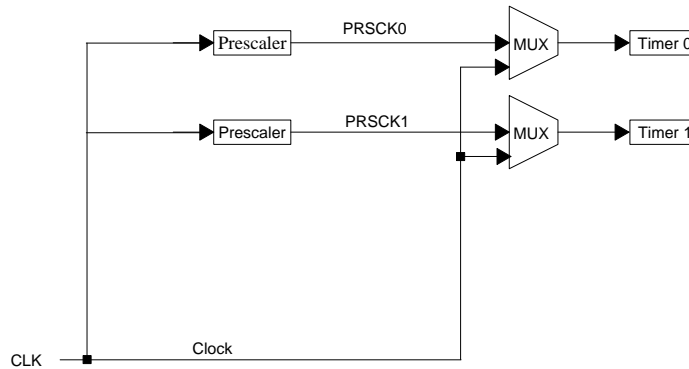 PRSCK0
Prescaler
MUX
Timer 0
PRSCK1
Prescaler
MUX
Timer 1
Clock
CLK